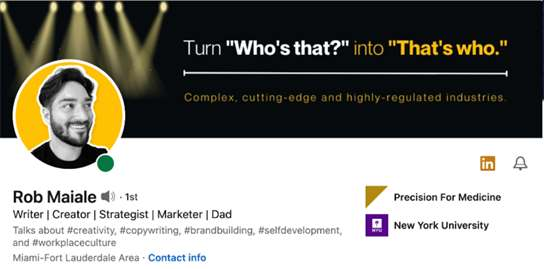 Turn "Who's that?" into "That's who."
Complex, cutting-edge and highly-regulated industries.
in
Rob Maiale · 1st
Writer | Creator | Strategist | Marketer | Dad
Talks about #creativity, #copywriting, #brandbuilding, #selfdevelopment,
and #workplaceculture
Miami-Fort Lauderdale Area · Contact info
Precision For Medicine
NYU
New York University